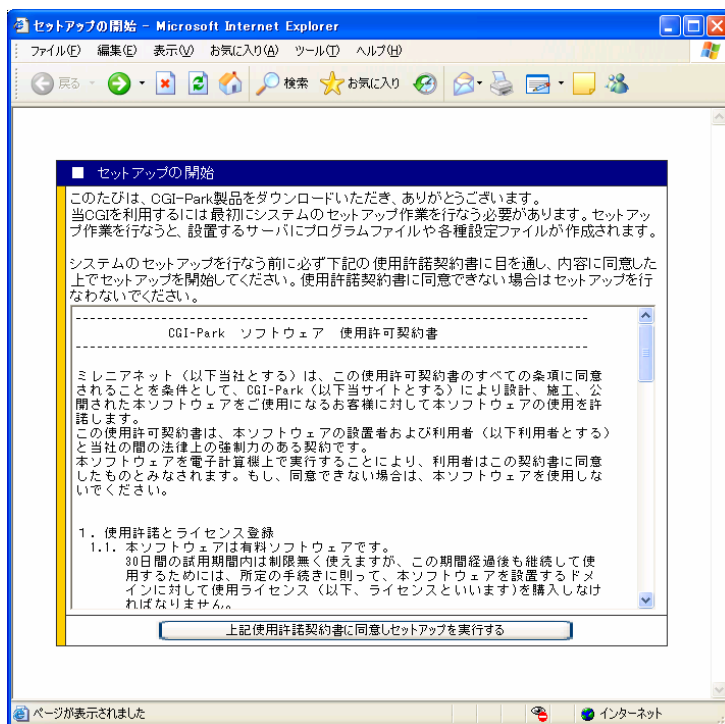 セットアップの開始 - Microsoft Internet Explorer
ファイル(F) 編集(E) 表示(V) お気に入り(A) ツール(T) ヘルプ(H)
戻る 検索 お気に入り
■ セットアップの開始
このたびは、CGI-Park製品をダウンロードいただき、ありがとうございます。
当CGIを利用するには最初にシステムのセットアップ作業を行なう必要があります。セットアッ
プ作業を行なうと、設置するサーバにプログラムファイルや各種設定ファイルが作成されます。
システムのセットアップを行なう前に必ず下記の使用許諾契約書に目を通し、内容に同意した
上でセットアップを開始してください。使用許諾契約書に同意できない場合はセットアップを行
なわないでください。
------------------------------------------------------------
CGI-Park ソフトウェア 使用許可契約書
------------------------------------------------------------
ミレニアネット（以下当社とする）は、この使用許可契約書のすべての条項に同意
されることを条件として、CGI-Park（以下当サイトとする）により設計、施工、公
開された本ソフトウェアをご使用になるお客様に対して本ソフトウェアの使用を許
諾します。
この使用許可契約書は、本ソフトウェアの設置者および利用者（以下利用者とする）
と当社の間の法律上の強制力のある契約です。
本ソフトウェアを電子計算機上で実行することにより、利用者はこの契約書に同意
したものとみなされます。もし、同意できない場合は、本ソフトウェアを使用しな
いでください。
１．使用許諾とライセンス登録
1.1. 本ソフトウェアは有料ソフトウェアです。
30日間の試用期間内は制限無く使えますが、この期間経過後も継続して使
用するためには、所定の手続きに則って、本ソフトウェアを設置するドメ
インに対して使用ライセンス（以下、ライセンスといいます)を購入しなけ
ればなりません。
上記使用許諾契約書に同意しセットアップを実行する
ページが表示されました インターネット